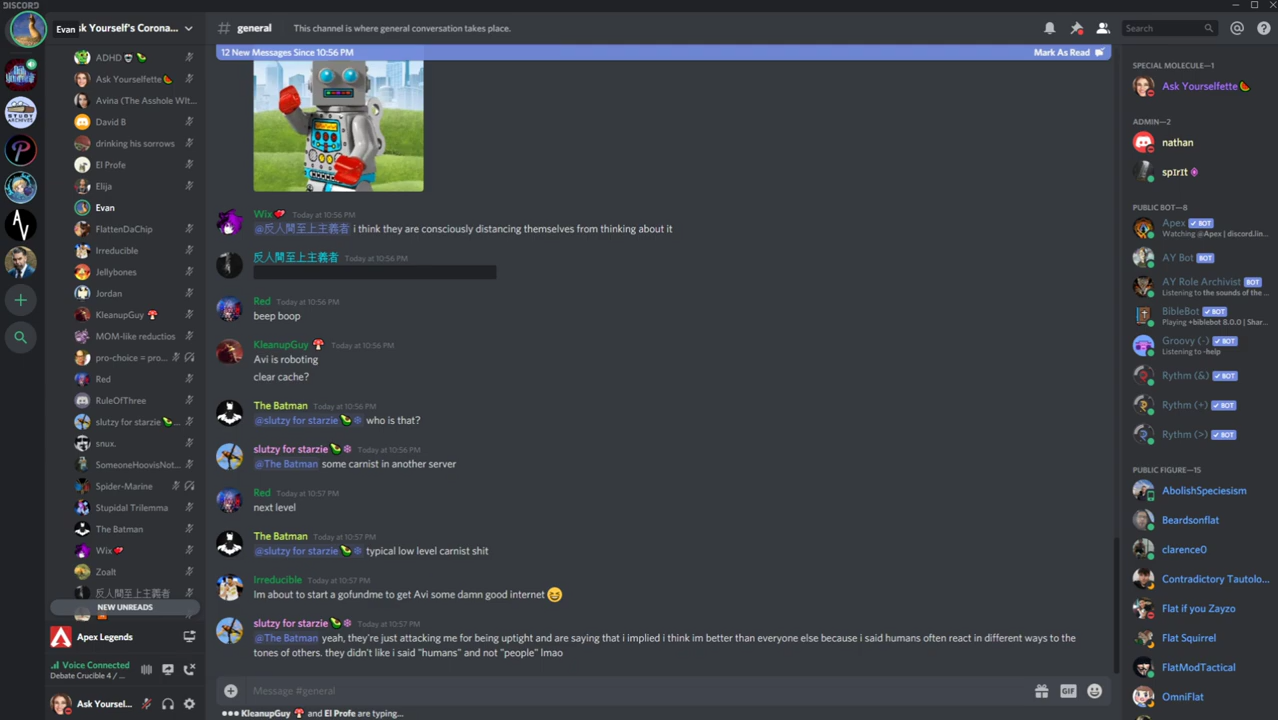 DISCORD
Evan
sk Yourself's Corona...
ADHD
Ask Yourselfette
Avina (The Asshole WIt...
David B
drinking his sorrows
El Profe
Elija
Evan
FlattenDaChip
Irreducible
Jellybones
Jordan
KleanupGuy
MOM-like reductios
pro-choice = pro...
Red
RuleOfThree
slutzy for starzie ...
snux.
SomeoneHoovisNot...
Spider-Marine
Stupidal Trilemma
The Batman
Wix
Zoalt
反人間至上主義者
NEW UNREADS
Apex Legends
Voice Connected
Debate Crucible 4 / ...
Ask Yoursel...
# general
This channel is where general conversation takes place.
Search
12 New Messages Since 10:56 PM
Mark As Read
Wix Today at 10:56 PM
@反人間至上主義者 i think they are consciously distancing themselves from thinking about it
反人間至上主義者 Today at 10:56 PM
Red Today at 10:56 PM
beep boop
KleanupGuy Today at 10:56 PM
Avi is roboting
clear cache?
The Batman Today at 10:56 PM
@slutzy for starzie 🍃❄ who is that?
slutzy for starzie Today at 10:56 PM
@The Batman some carnist in another server
Red Today at 10:57 PM
next level
The Batman Today at 10:57 PM
@slutzy for starzie typical low level carnist shit
Irreducible Today at 10:57 PM
Im about to start a gofundme to get Avi some damn good internet 😆
slutzy for starzie Today at 10:57 PM
@The Batman yeah, they're just attacking me for being uptight and are saying that i implied i think im better than everyone else because i said humans often react in different ways to the
tones of others. they didn't like i said "humans" and not "people" lmao
Message #general
GIF
KleanupGuy and El Profe are typing...
SPECIAL MOLECULE—1
Ask Yourselfette
ADMIN—2
nathan
sp1r1t
PUBLIC BOT—8
Apex BOT
Watching @Apex | discord.in...
AY Bot BOT
AY Role Archivist BOT
Listening to the sounds of the ...
BibleBot BOT
Playing +biblebot 8.0.0 | Shar...
Groovy (-) BOT
Listening to -help
Rythm (&) BOT
Rythm (+) BOT
Rythm (>) BOT
PUBLIC FIGURE—15
AbolishSpeciesism
Beardsonflat
clarence0
Contradictory Tautolo...
Flat if you Zayzo
Flat Squirrel
FlatModTactical
OmniFlat